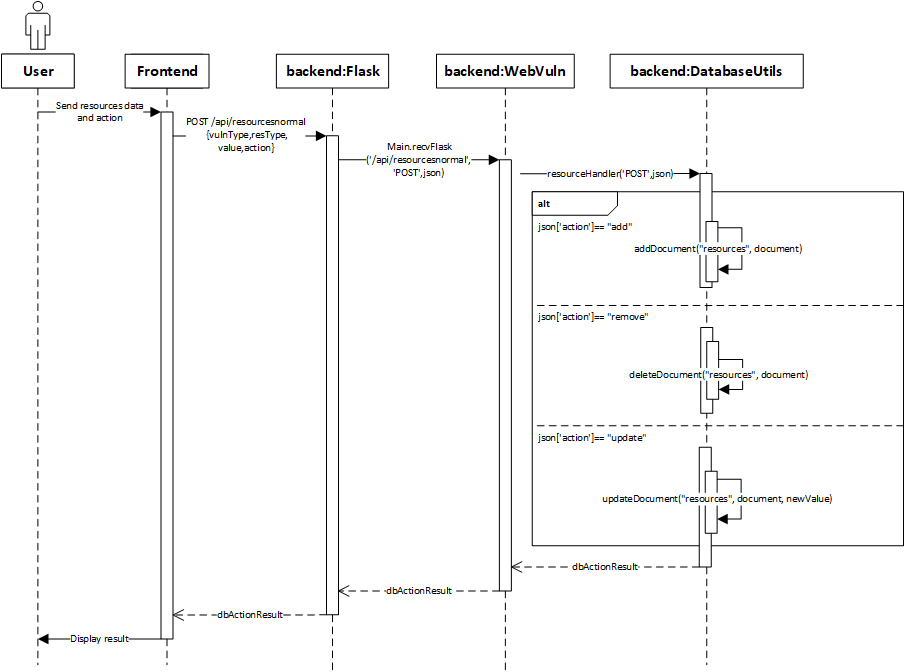 User
Frontend
backend:Flask
backend:WebVuln
backend:DatabaseUtils
Send resources data
and action
POST /api/resourcesnormal
{vulnType,resType,
value,action}
Main.recvFlask
('/api/resourcesnormal',
'POST',json)
resourceHandler('POST',json)
alt
json['action']== "add"
addDocument("resources", document)
json['action']== "remove"
deleteDocument("resources", document)
json['action']== "update"
updateDocument("resources", document, newValue)
dbActionResult
dbActionResult
dbActionResult
Display result